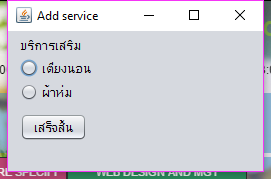 Add service
บริการเสริม
เตียงนอน
ผ้าห่ม
เสร็จสิ้น
WEB DESIGN AND MGT